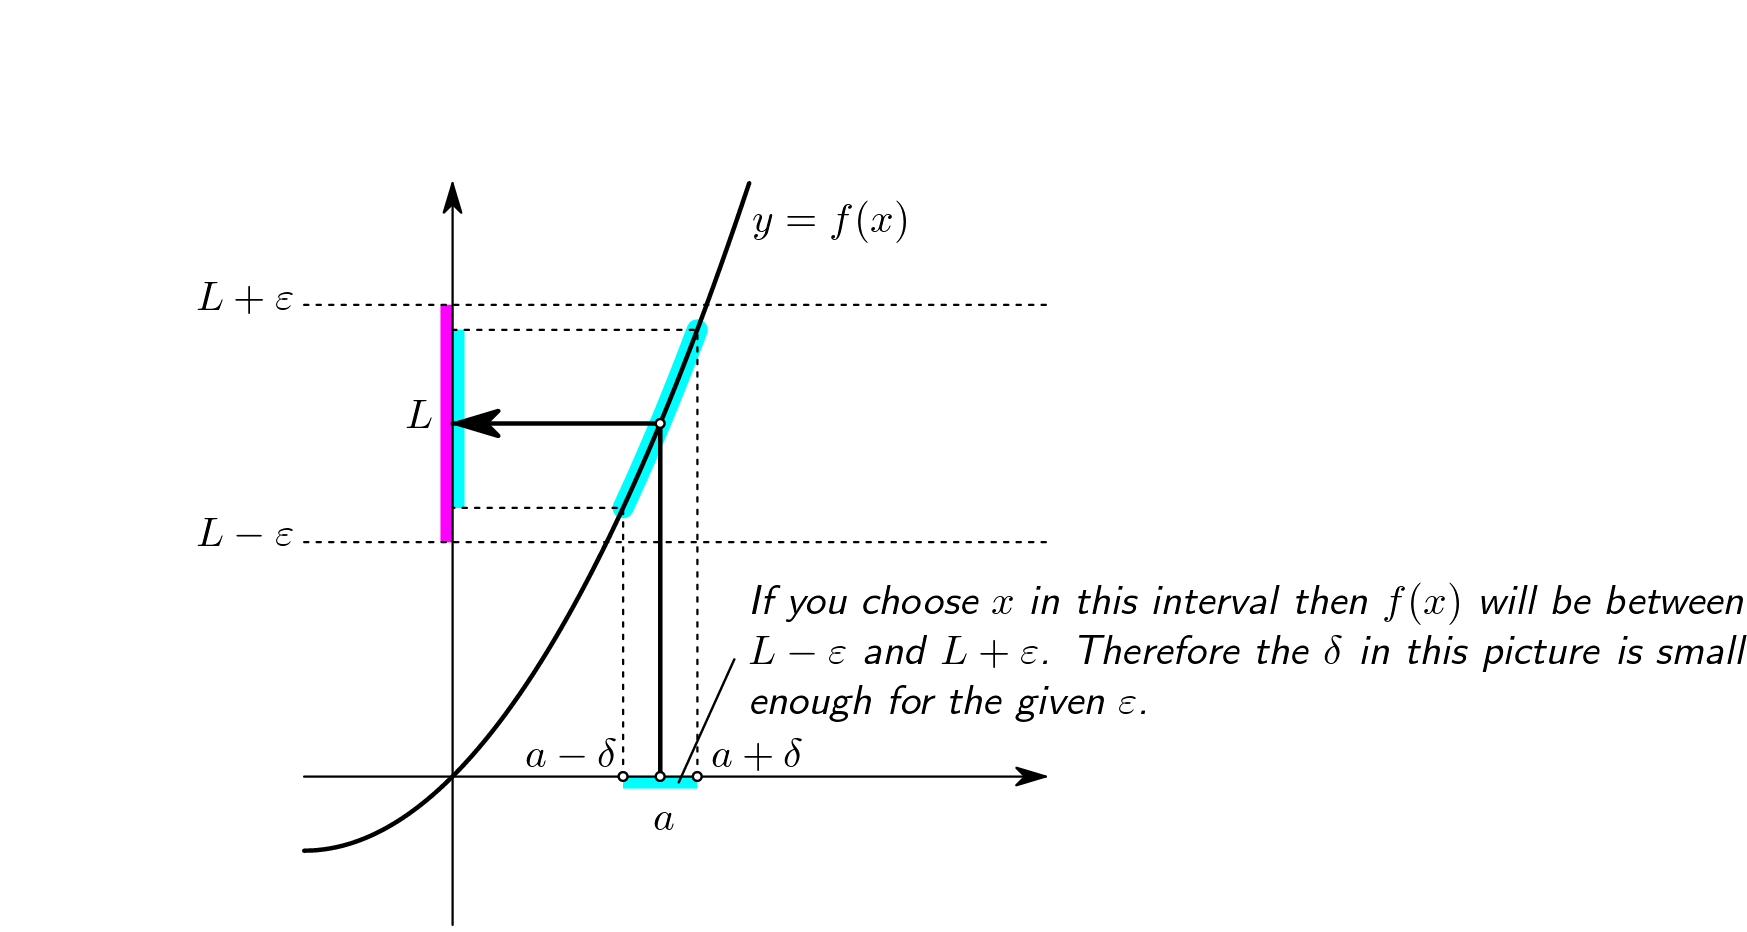 y = f(x)
L + ε
L
L − ε
If you choose x in this interval then f(x) will be between
L − ε and L + ε. Therefore the δ in this picture is small
enough for the given ε.
a − δ
a + δ
a